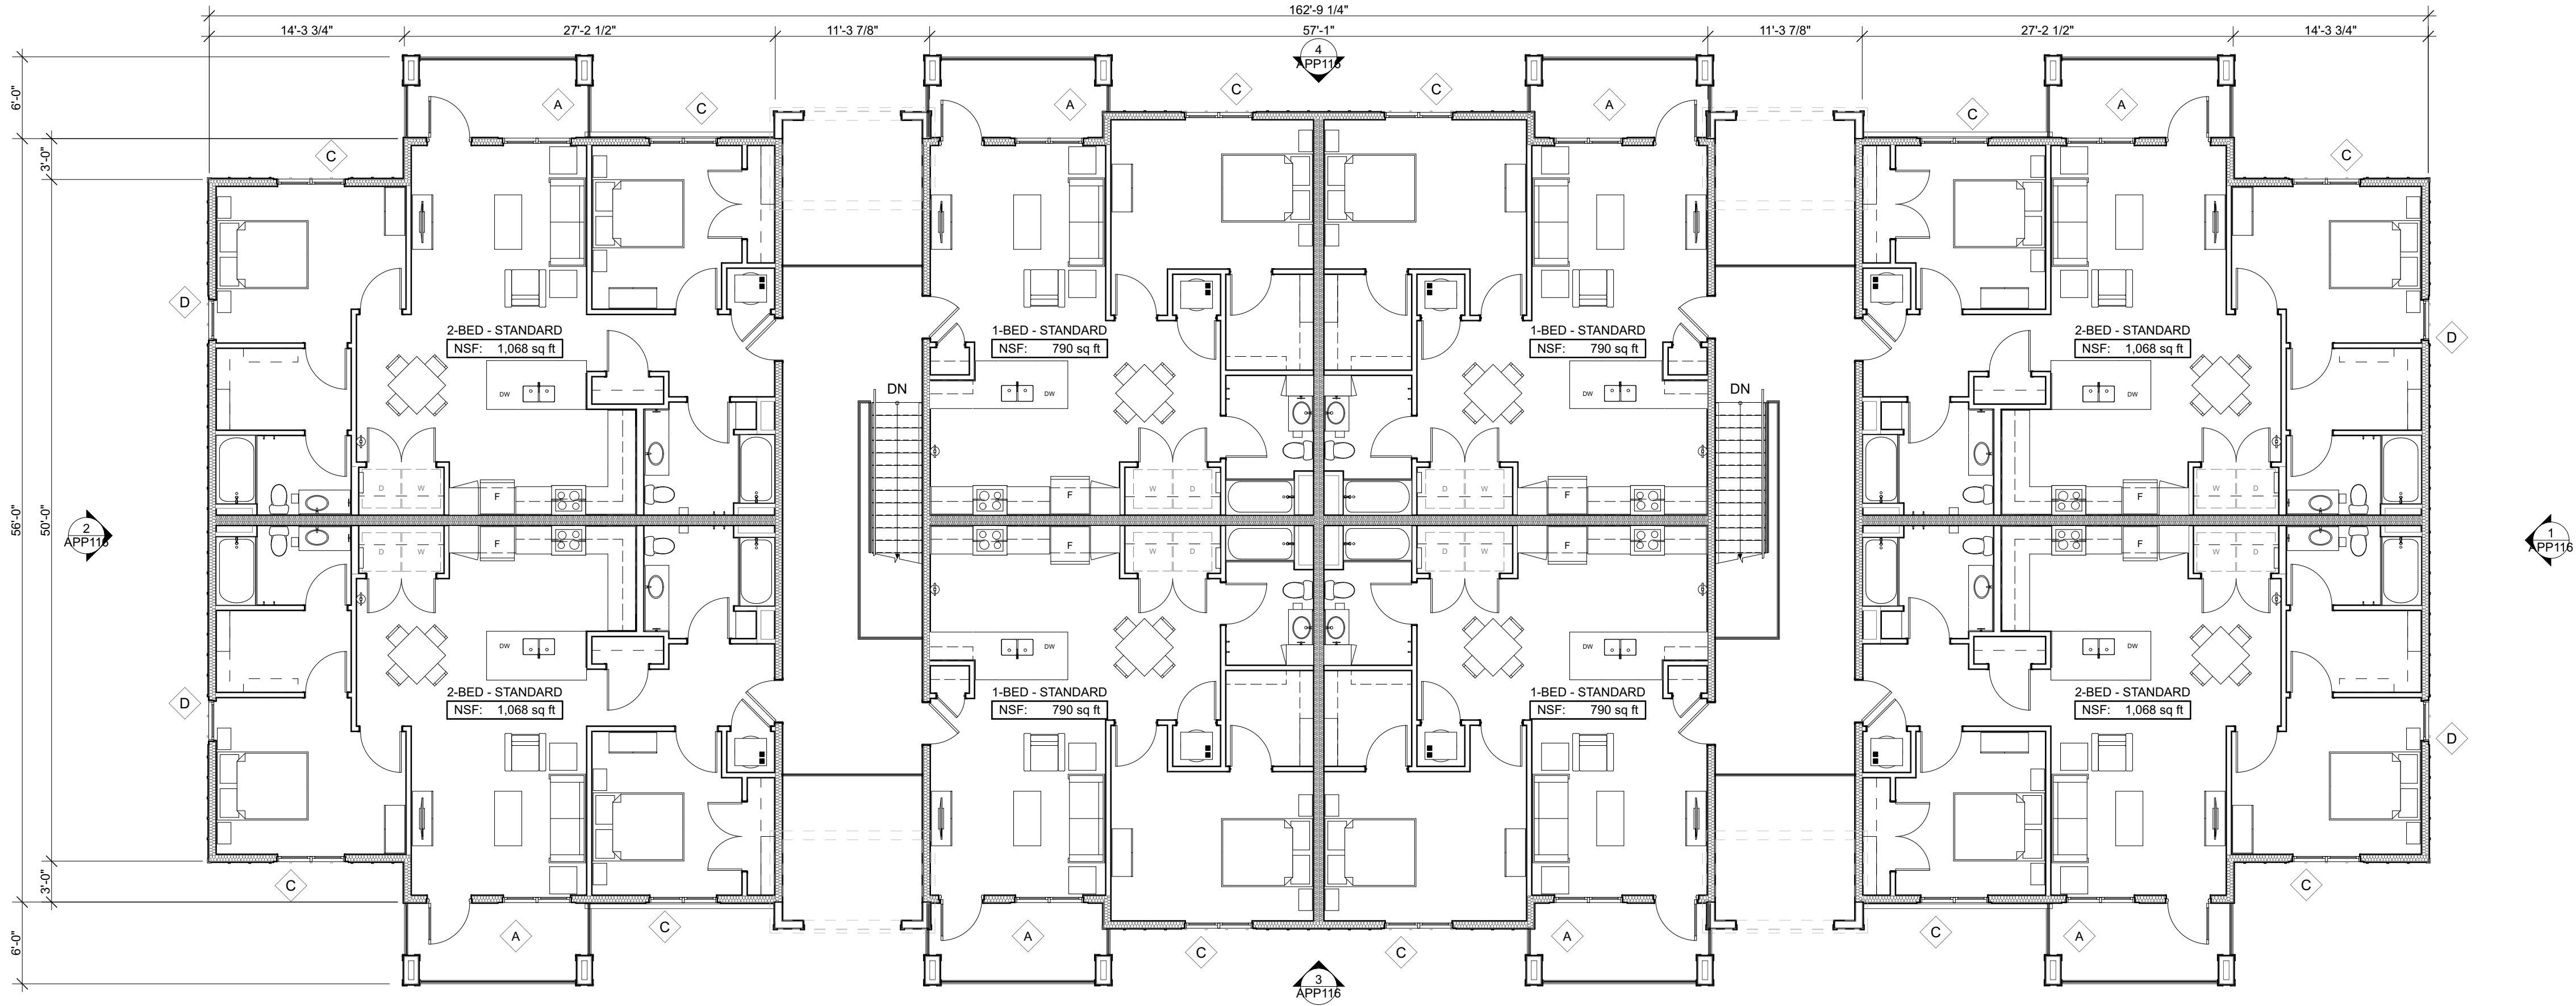 162'-9 1/4"
14'-3 3/4" 27'-2 1/2" 11'-3 7/8" 57'-1" 11'-3 7/8" 27'-2 1/2" 14'-3 3/4"
4
APP116
6'-0"
C C
A C A A C A
3'-0"
C C
D
2-BED - STANDARD 1-BED - STANDARD 1-BED - STANDARD 2-BED - STANDARD
NSF: 1,068 sq ft NSF: 790 sq ft NSF: 790 sq ft NSF: 1,068 sq ft
D
DN DN
DW DW DW DW
D W F F W D D W F F W D
56'-0"
50'-0"
2
APP116
1
APP116
D W F F W D D W F F W D
DW DW DW DW
2-BED - STANDARD 1-BED - STANDARD 1-BED - STANDARD 2-BED - STANDARD
D
NSF: 1,068 sq ft NSF: 790 sq ft NSF: 790 sq ft NSF: 1,068 sq ft
D
3'-0"
C C
6'-0"
A C A A C A
C C
3
APP116